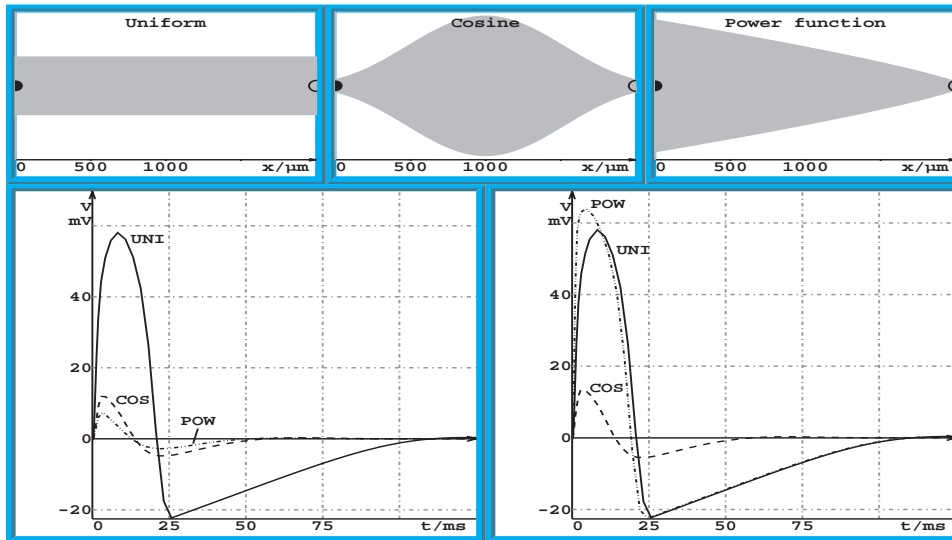 Uniform
0 500 1000 x/µm
Cosine
0 500 1000 x/µm
Power function
0 500 1000 x/µm
V
mV
UNI
40
20
COS
POW
0
-20
0 25 50 75 t/ms
V
mV
POW
UNI
40
20
COS
0
-20
0 25 50 75 t/ms